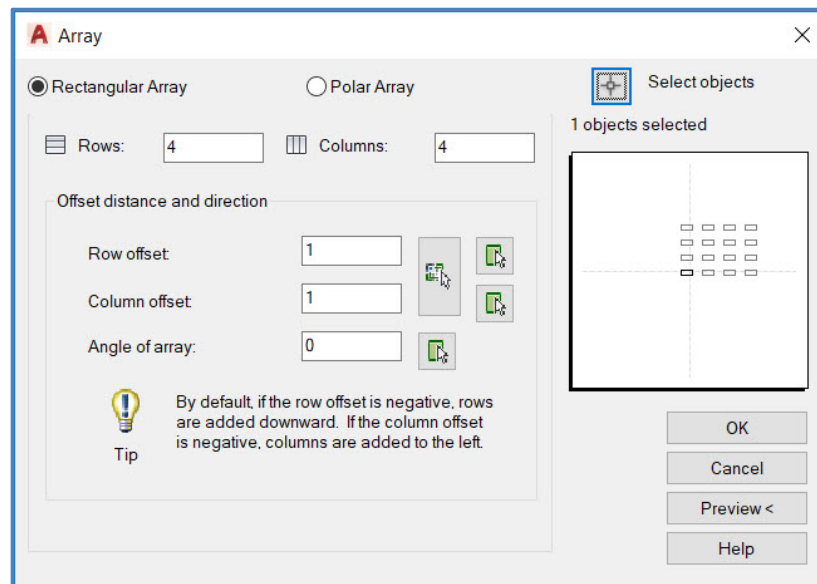 Array
Rectangular Array
Polar Array
Select objects
Rows: 4
Columns: 4
1 objects selected
Offset distance and direction
Row offset: 1
Column offset: 1
Angle of array: 0
By default, if the row offset is negative, rows
are added downward. If the column offset
is negative, columns are added to the left.
Tip
OK
Cancel
Preview <
Help